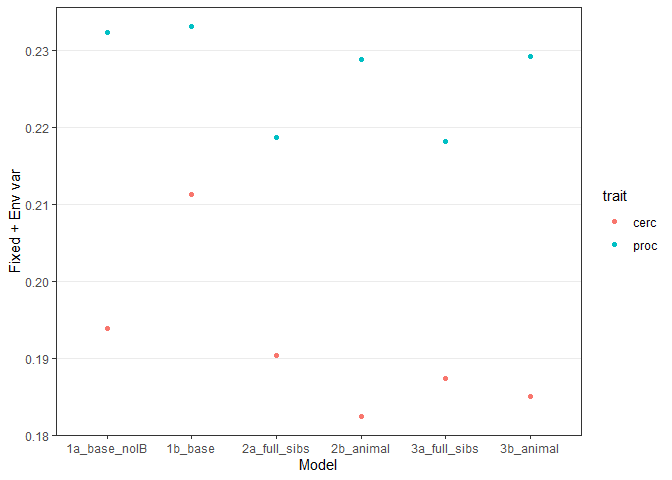 Fixed + Env var
0.23
0.22
0.21
0.20
0.19
0.18
1a_base_noIB
1b_base
2a_full_sibs
2b_animal
3a_full_sibs
3b_animal
Model
trait
cerc
proc